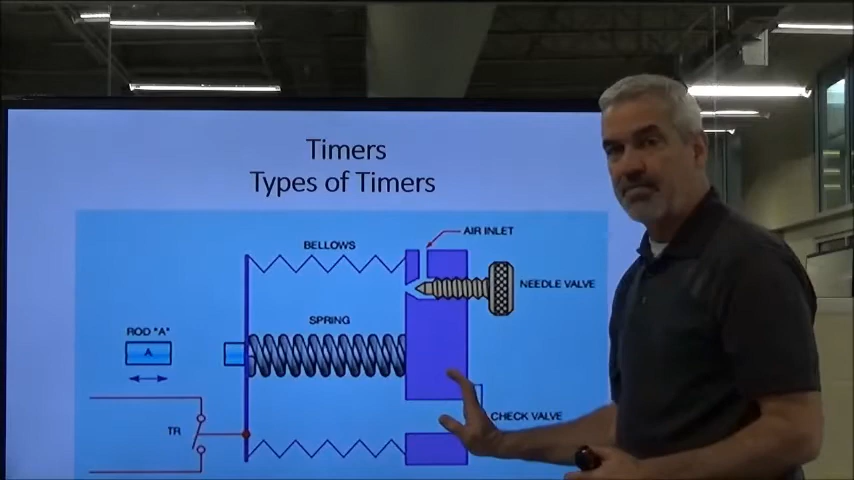 Timers
Types of Timers
AIR INLET
BELLOWS
NEEDLE VALVE
SPRING
ROD "A"
A
CHECK VALVE
TR